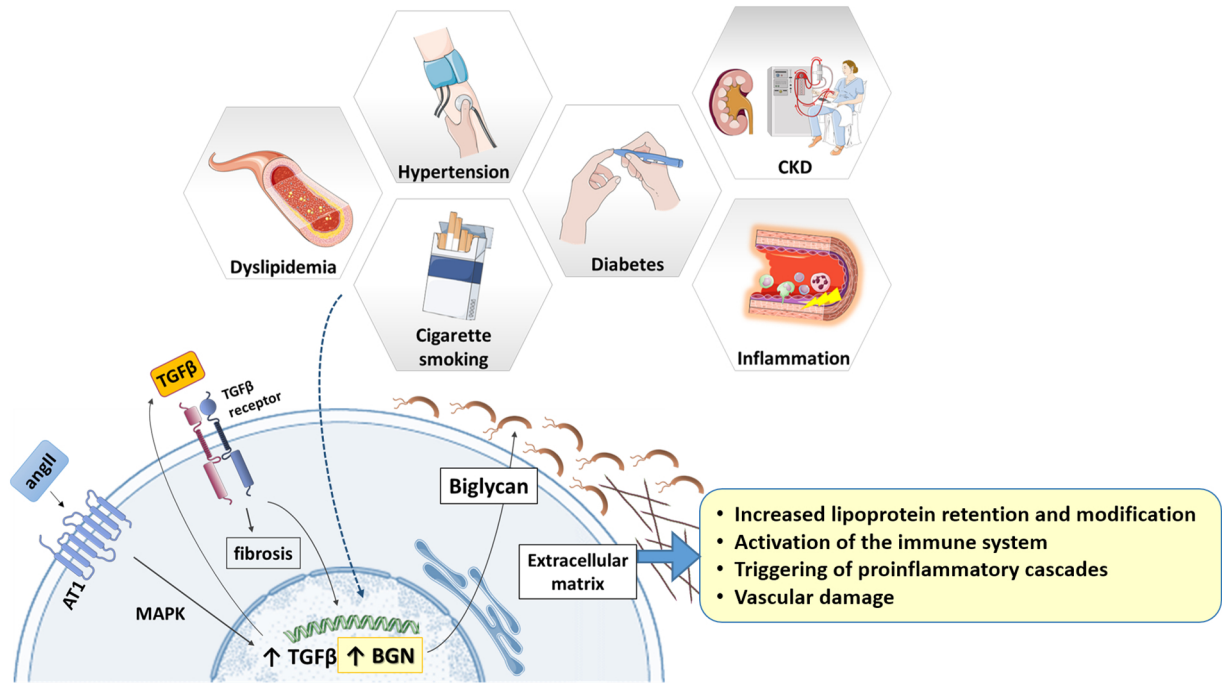 Hypertension
CKD
Dyslipidemia
Diabetes
Cigarette
smoking
Inflammation
TGFβ
TGFβ
receptor
angII
AT1
Biglycan
fibrosis
MAPK
Extracellular
matrix
↑ TGFβ
↑ BGN
• Increased lipoprotein retention and modification
• Activation of the immune system
• Triggering of proinflammatory cascades
• Vascular damage